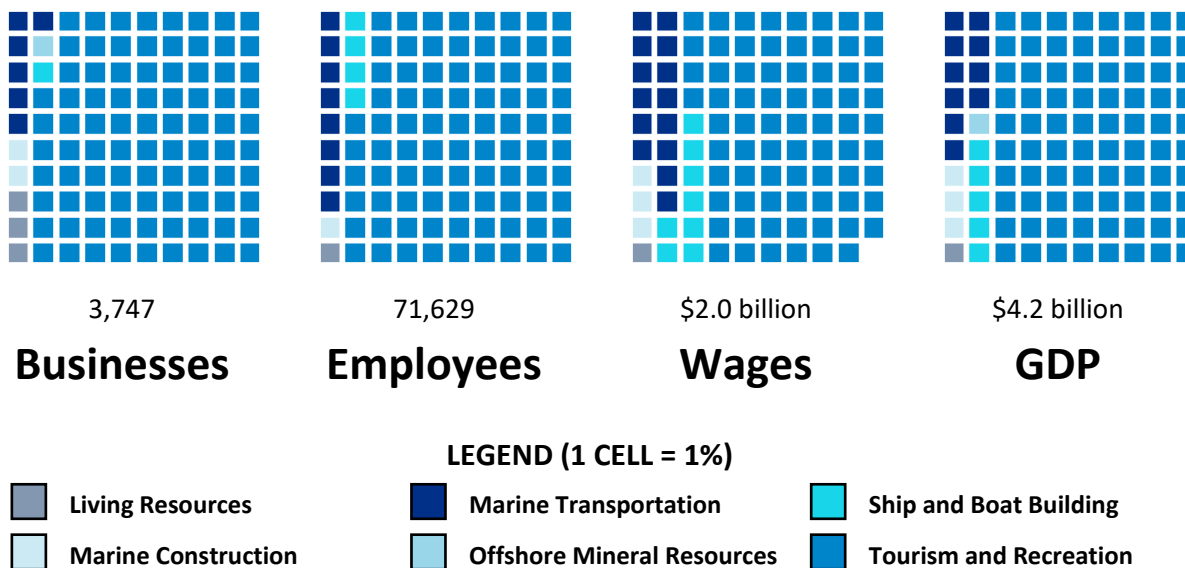 3,747 71,629 $2.0 billion $4.2 billion
Businesses Employees Wages GDP
LEGEND (1 CELL = 1%)
Living Resources Marine Transportation Ship and Boat Building
Marine Construction Offshore Mineral Resources Tourism and Recreation